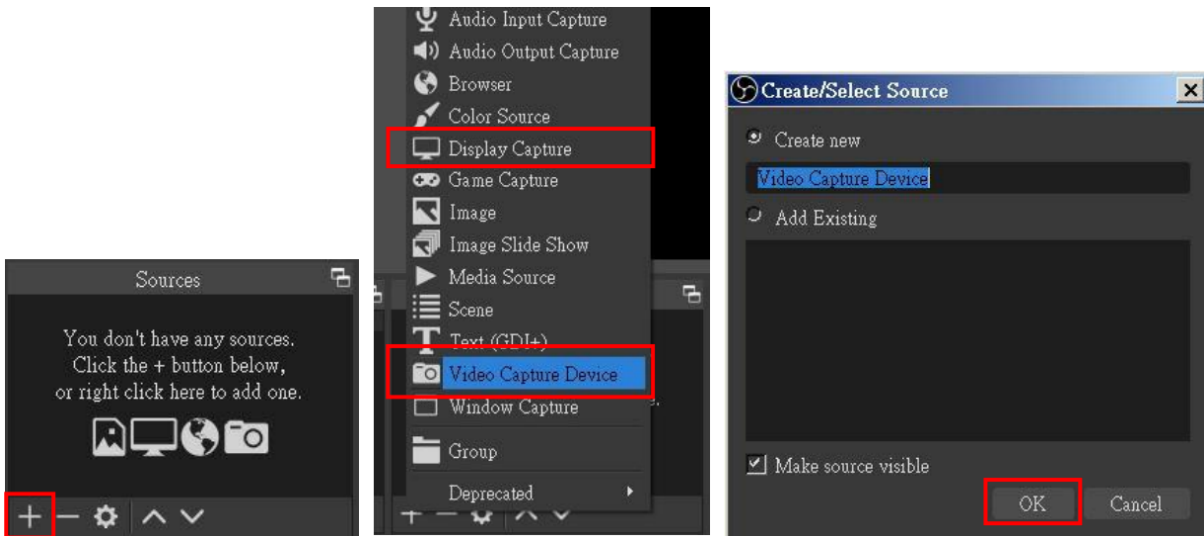 Sources
You don't have any sources.
Click the + button below,
or right click here to add one.
Audio Input Capture
Audio Output Capture
Browser
Color Source
Display Capture
Game Capture
Image
Image Slide Show
Media Source
Scene
Text (GDI+)
Video Capture Device
Window Capture
Group
Deprecated
Create/Select Source
Create new
Video Capture Device
Add Existing
Make source visible
OK Cancel